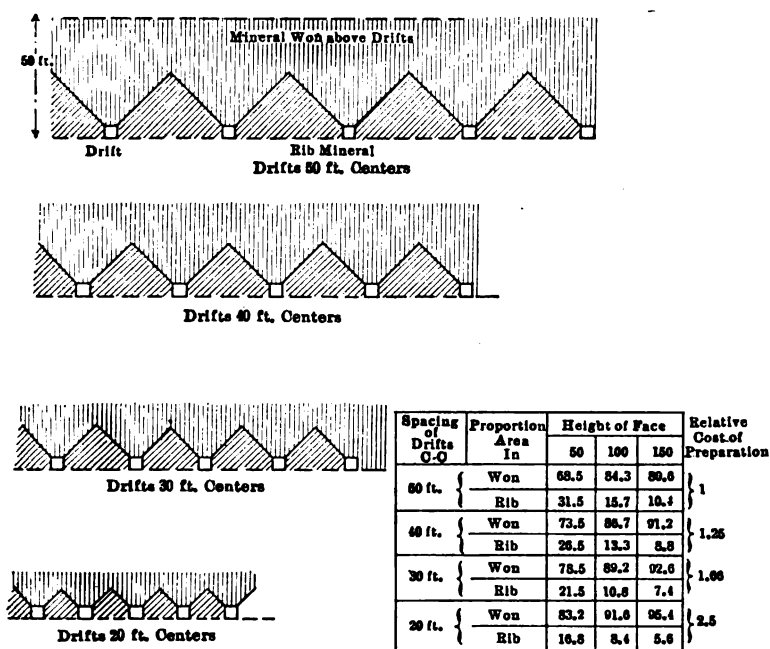 50 ft.
Mineral Won above Drifts
Drift
Rib Mineral
Drifts 50 ft. Centers
Drifts 40 ft. Centers
Drifts 30 ft. Centers
Drifts 20 ft. Centers
Spacing of Drifts C-C Proportion Area In Height of Face Relative Cost of Preparation
50 100 150
50 ft. Won 68.5 84.3 89.6 1
Rib 31.5 15.7 10.4
40 ft. Won 73.5 86.7 91.2 1.25
Rib 26.5 13.3 8.8
30 ft. Won 78.5 89.2 92.6 1.66
Rib 21.5 10.8 7.4
20 ft. Won 83.2 91.6 95.4 2.5
Rib 16.8 8.4 5.6